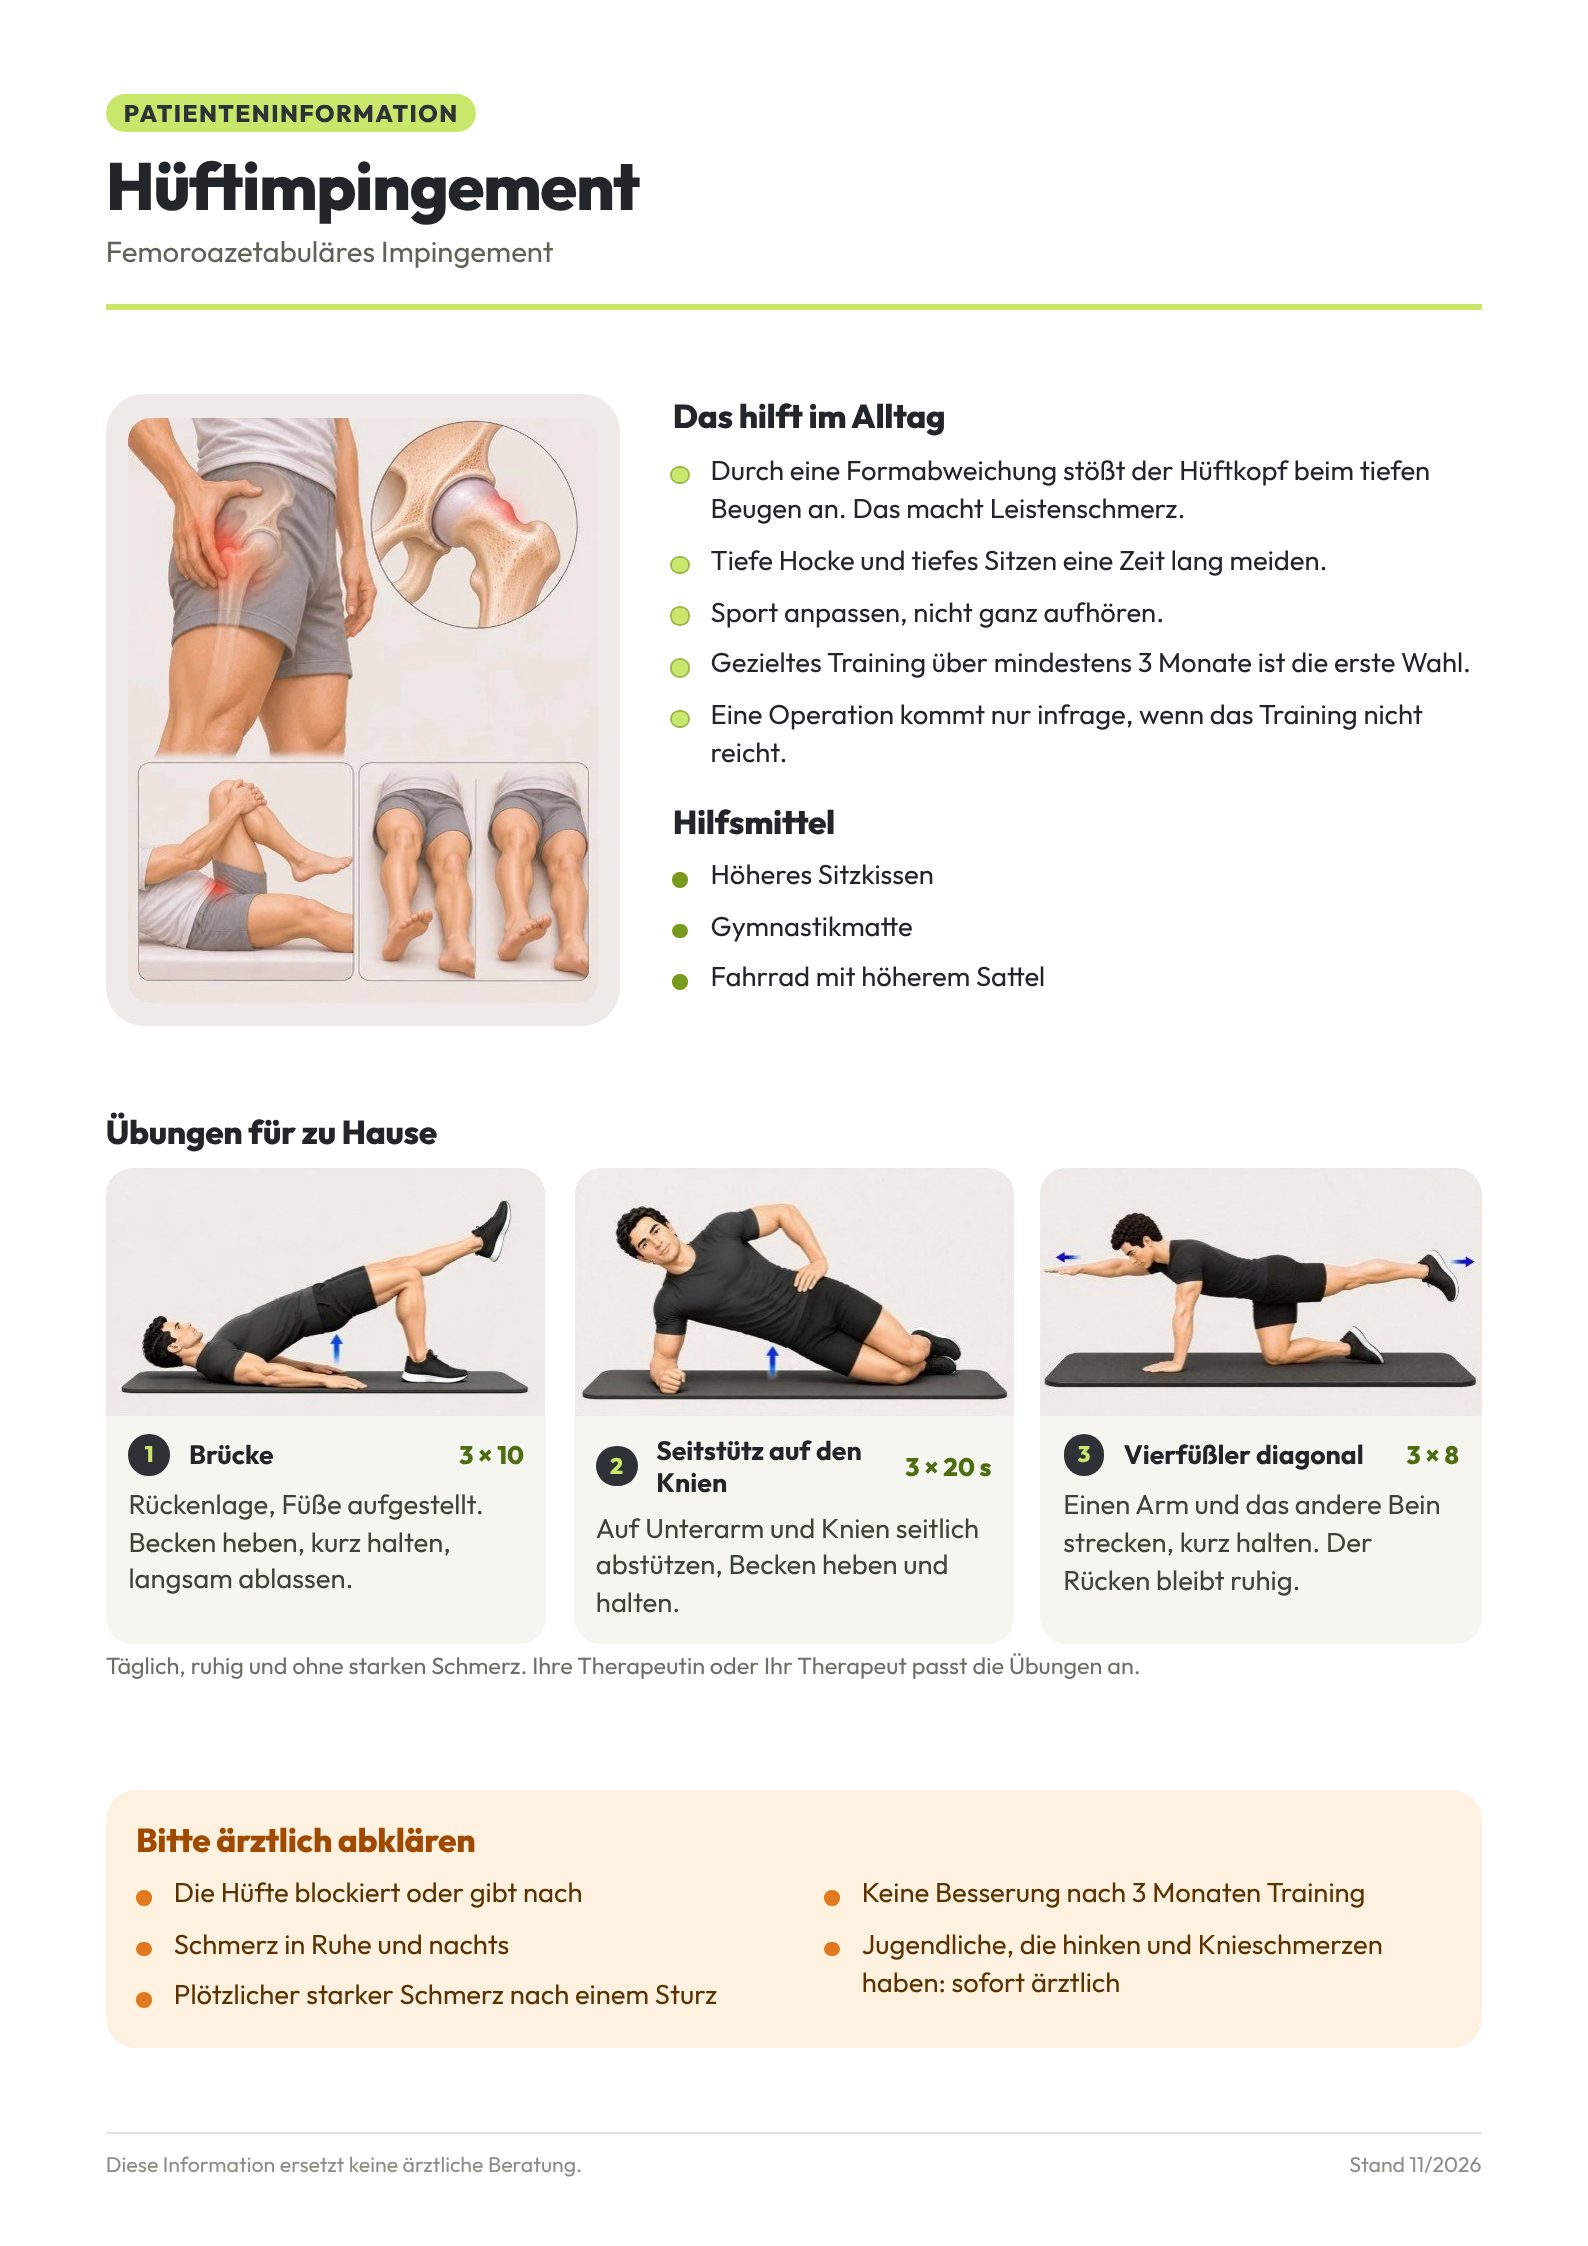 PATIENTENINFORMATION
Hüftimpingement
Femoroazetabuläres Impingement
Das hilft im Alltag
Durch eine Formabweichung stößt der Hüftkopf beim tiefen
Beugen an. Das macht Leistenschmerz.
Tiefe Hocke und tiefes Sitzen eine Zeit lang meiden.
Sport anpassen, nicht ganz aufhören.
Gezieltes Training über mindestens 3 Monate ist die erste Wahl.
Eine Operation kommt nur infrage, wenn das Training nicht
reicht.
Hilfsmittel
Höheres Sitzkissen
Gymnastikmatte
Fahrrad mit höherem Sattel
Übungen für zu Hause
1 Brücke 3 × 10
Rückenlage, Füße aufgestellt.
Becken heben, kurz halten,
langsam ablassen.
2 Seitstütz auf den
Knien 3 × 20 s
Auf Unterarm und Knien seitlich
abstützen, Becken heben und
halten.
3 Vierfüßler diagonal 3 × 8
Einen Arm und das andere Bein
strecken, kurz halten. Der
Rücken bleibt ruhig.
Täglich, ruhig und ohne starken Schmerz. Ihre Therapeutin oder Ihr Therapeut passt die Übungen an.
Bitte ärztlich abklären
Die Hüfte blockiert oder gibt nach
Schmerz in Ruhe und nachts
Plötzlicher starker Schmerz nach einem Sturz
Keine Besserung nach 3 Monaten Training
Jugendliche, die hinken und Knieschmerzen
haben: sofort ärztlich
Diese Information ersetzt keine ärztliche Beratung.
Stand 11/2026